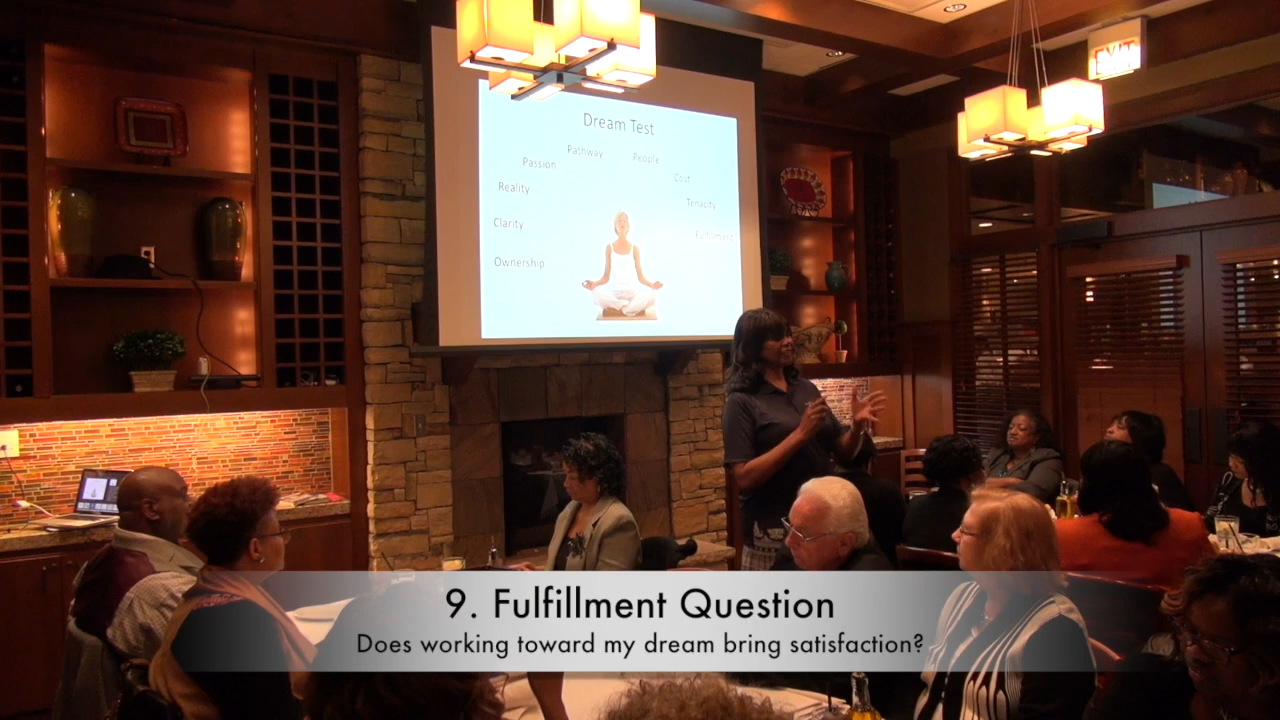 Dream Test
Pathway
People
Passion
Cost
Reality
Tenacity
Clarity
Fulfillment
Ownership
9. Fulfillment Question
Does working toward my dream bring satisfaction?